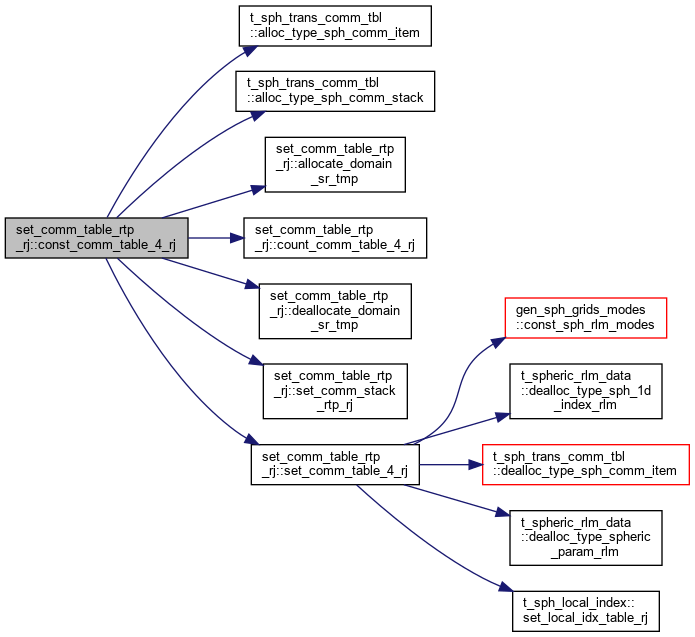 t_sph_trans_comm_tbl
::alloc_type_sph_comm_item
t_sph_trans_comm_tbl
::alloc_type_sph_comm_stack
set_comm_table_rtp
_rj::allocate_domain
_sr_tmp
set_comm_table_rtp
_rj::const_comm_table_4_rj
set_comm_table_rtp
_rj::count_comm_table_4_rj
set_comm_table_rtp
_rj::deallocate_domain
_sr_tmp
set_comm_table_rtp
_rj::set_comm_stack
_rtp_rj
set_comm_table_rtp
_rj::set_comm_table_4_rj
gen_sph_grids_modes
::const_sph_rlm_modes
t_spheric_rlm_data
::dealloc_type_sph_1d
_index_rlm
t_sph_trans_comm_tbl
::dealloc_type_sph_comm_item
t_spheric_rlm_data
::dealloc_type_spheric
_param_rlm
t_sph_local_index::
set_local_idx_table_rj